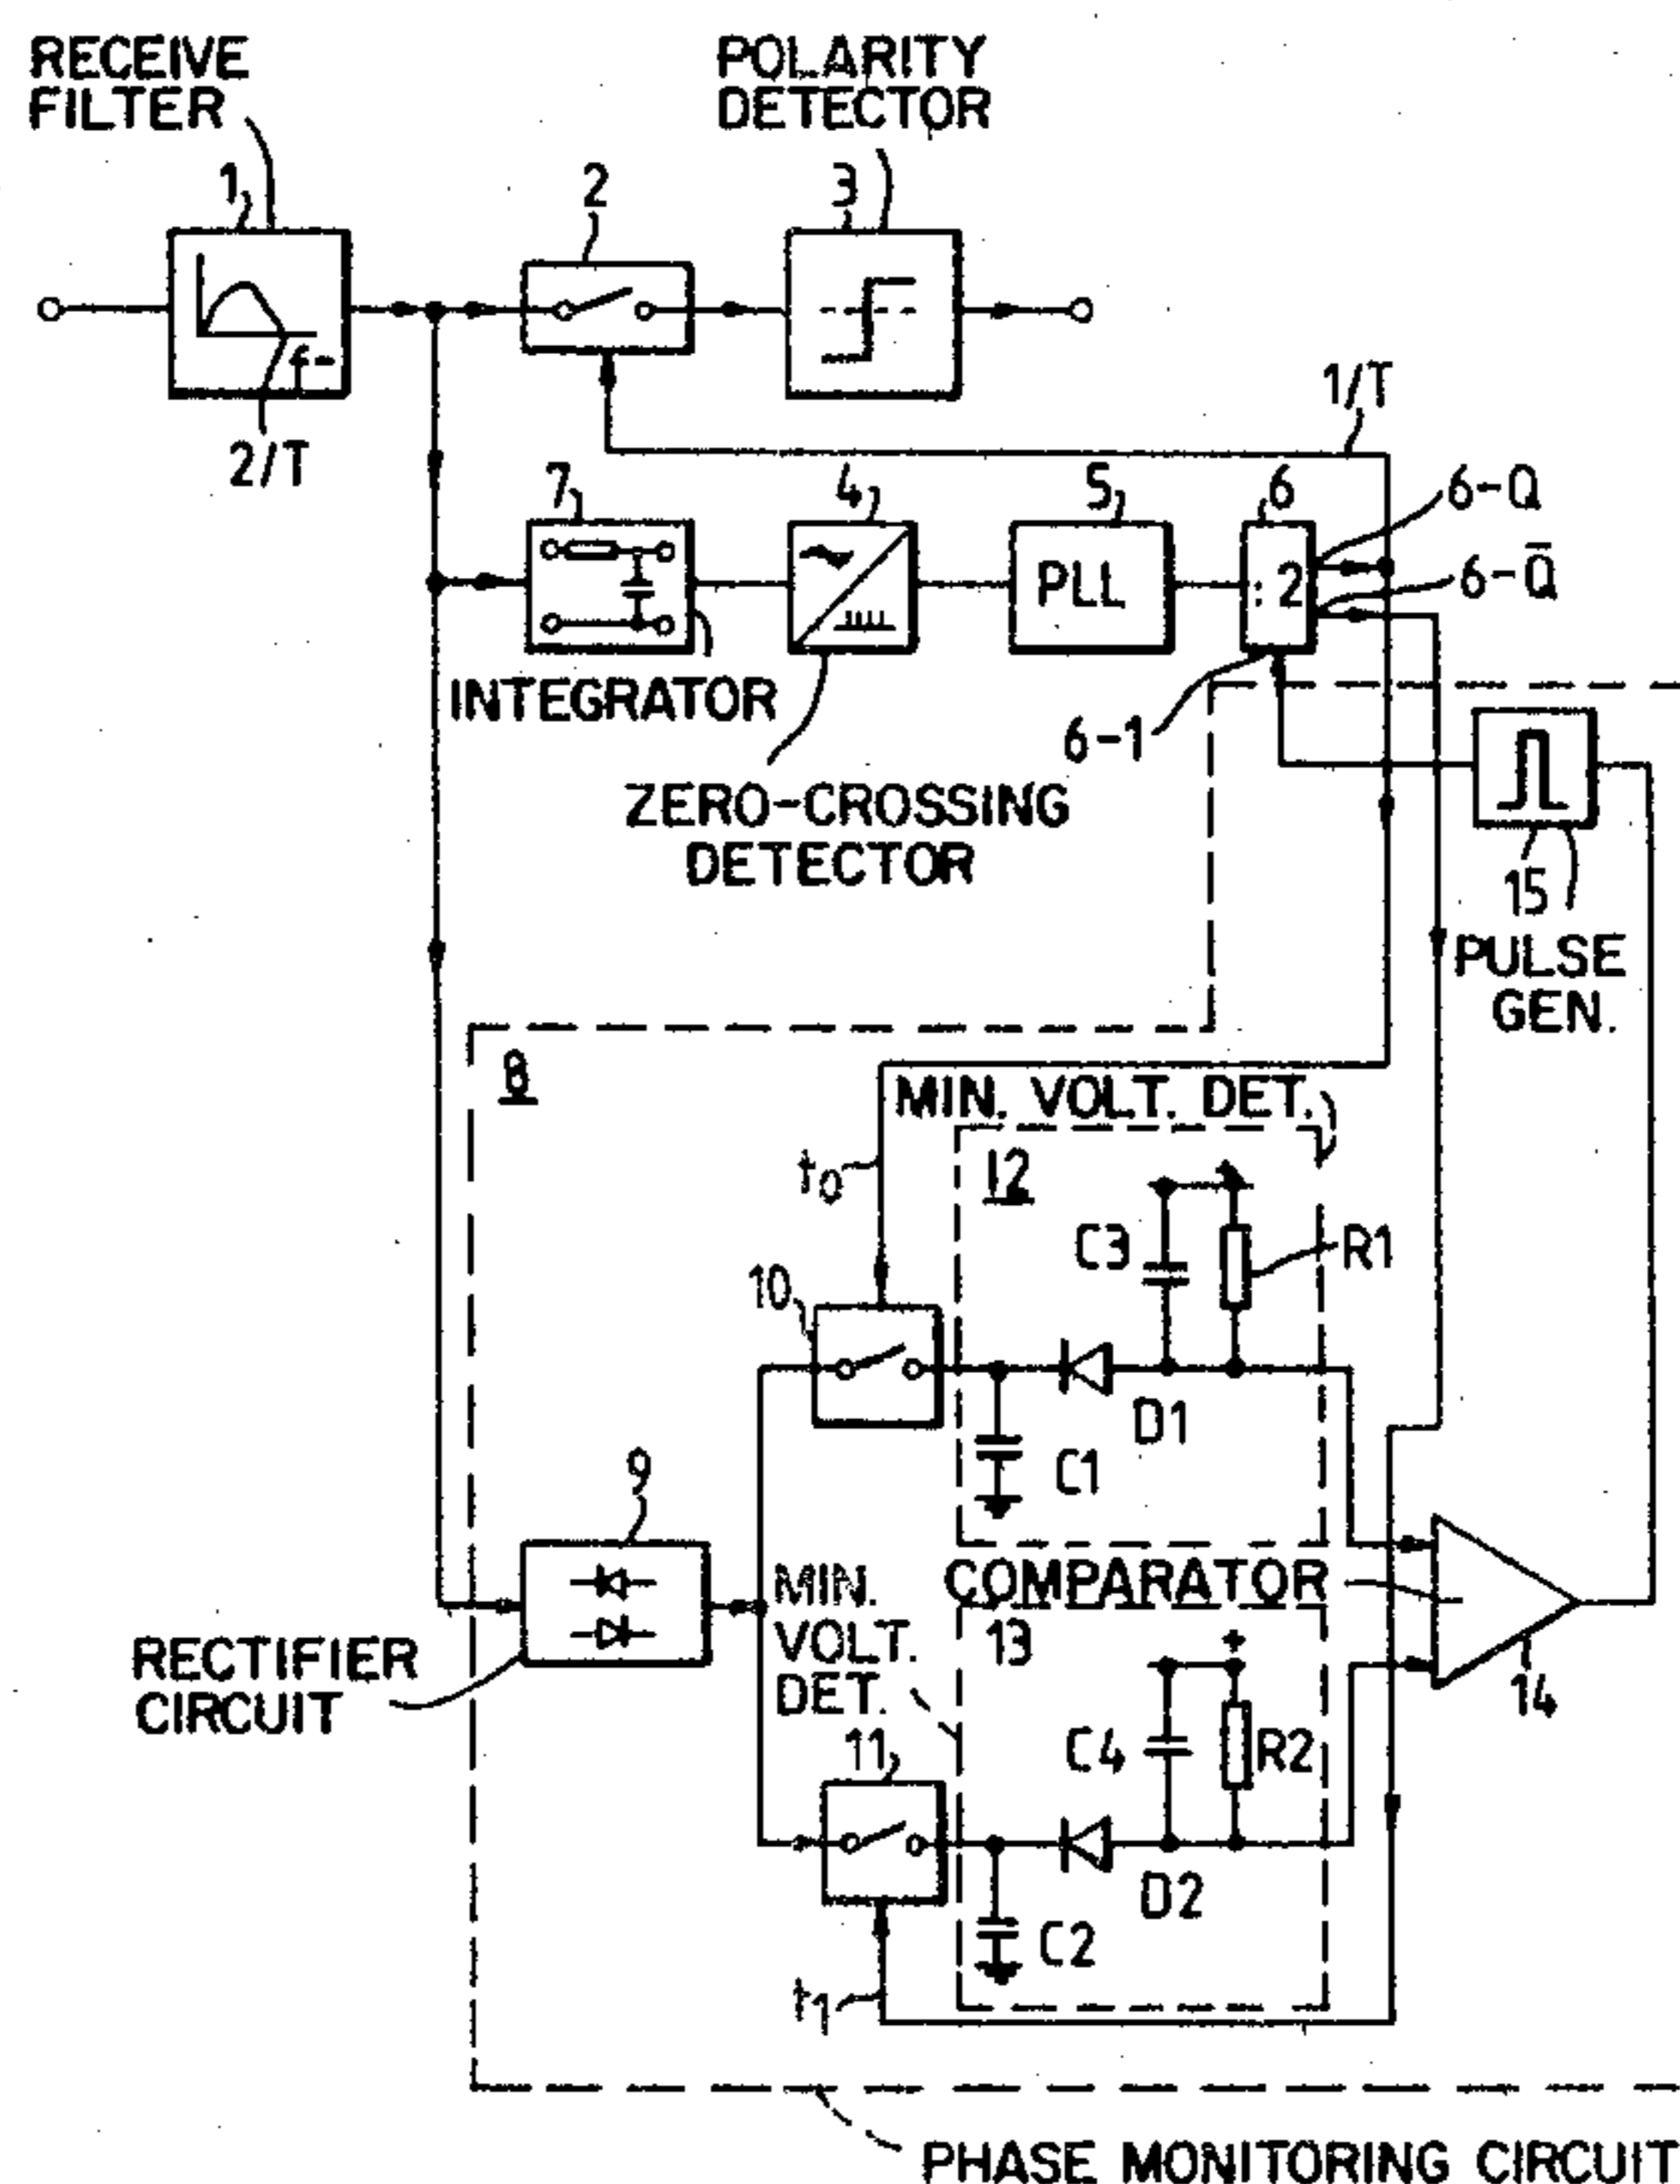 RECEIVE
FILTER
POLARITY
DETECTOR
1
2
3
f
2/T
1/T
7
4
5
6
6-Q
6-Q̄
PLL
: 2
INTEGRATOR
6-1
ZERO-CROSSING
DETECTOR
15
PULSE
GEN.
8
MIN. VOLT. DET.
t0
12
C3
R1
10
D1
C1
9
MIN.
VOLT.
DET.
COMPARATOR
13
+
RECTIFIER
CIRCUIT
14
11
C4
R2
D2
C2
t1
PHASE MONITORING CIRCUIT